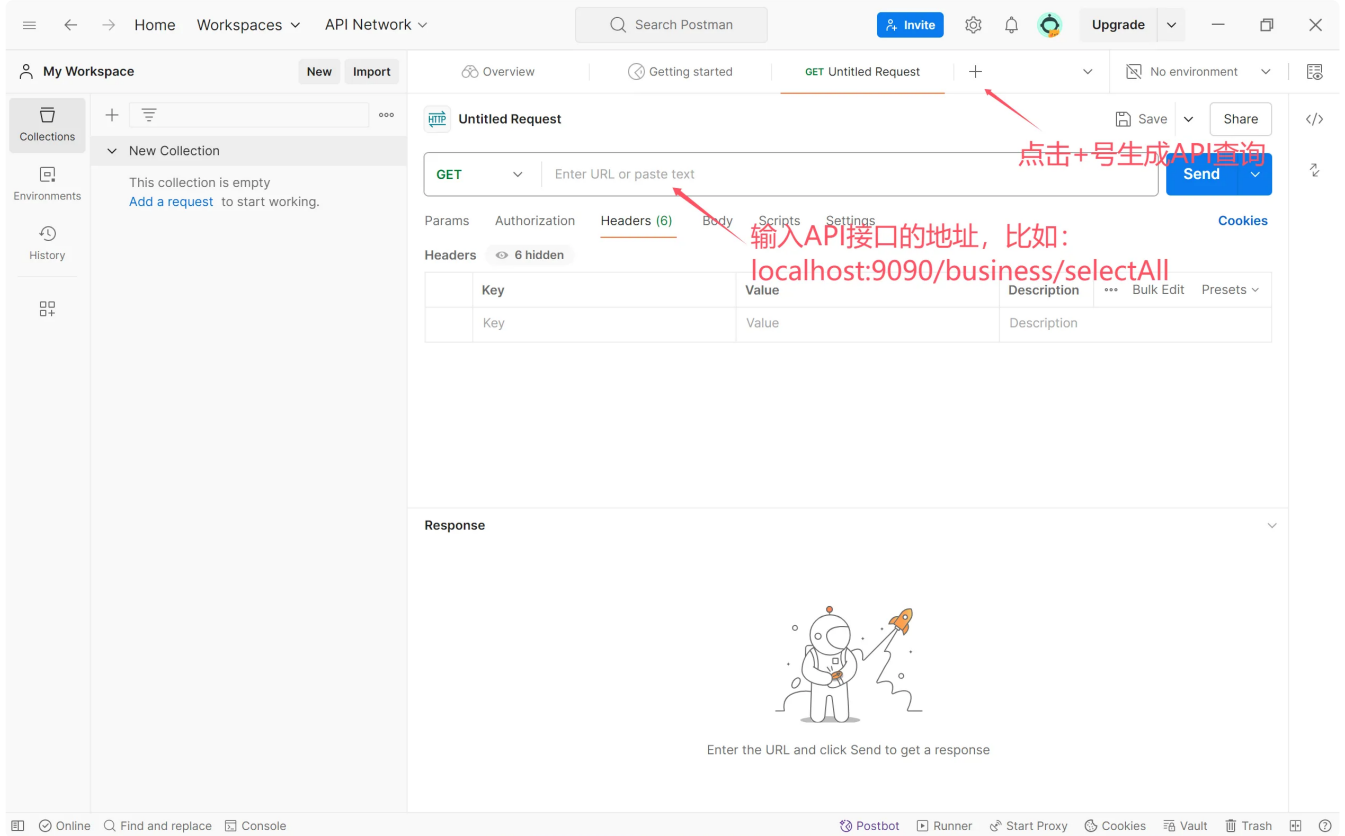 Home
Workspaces
API Network
Search Postman
Invite
Upgrade
My Workspace
New
Import
Overview
Getting started
GET Untitled Request
No environment
Collections
Environments
History
New Collection
This collection is empty
Add a request to start working.
HTTP
Untitled Request
Save
Share
点击+号生成API查询
GET
Enter URL or paste text
Send
Params
Authorization
Headers (6)
Body
Scripts
Settings
Cookies
输入API接口的地址，比如：
localhost:9090/business/selectAll
Headers
6 hidden
Key
Value
Description
Bulk Edit
Presets
Key
Value
Description
Response
Enter the URL and click Send to get a response
Online
Find and replace
Console
Postbot
Runner
Start Proxy
Cookies
Vault
Trash